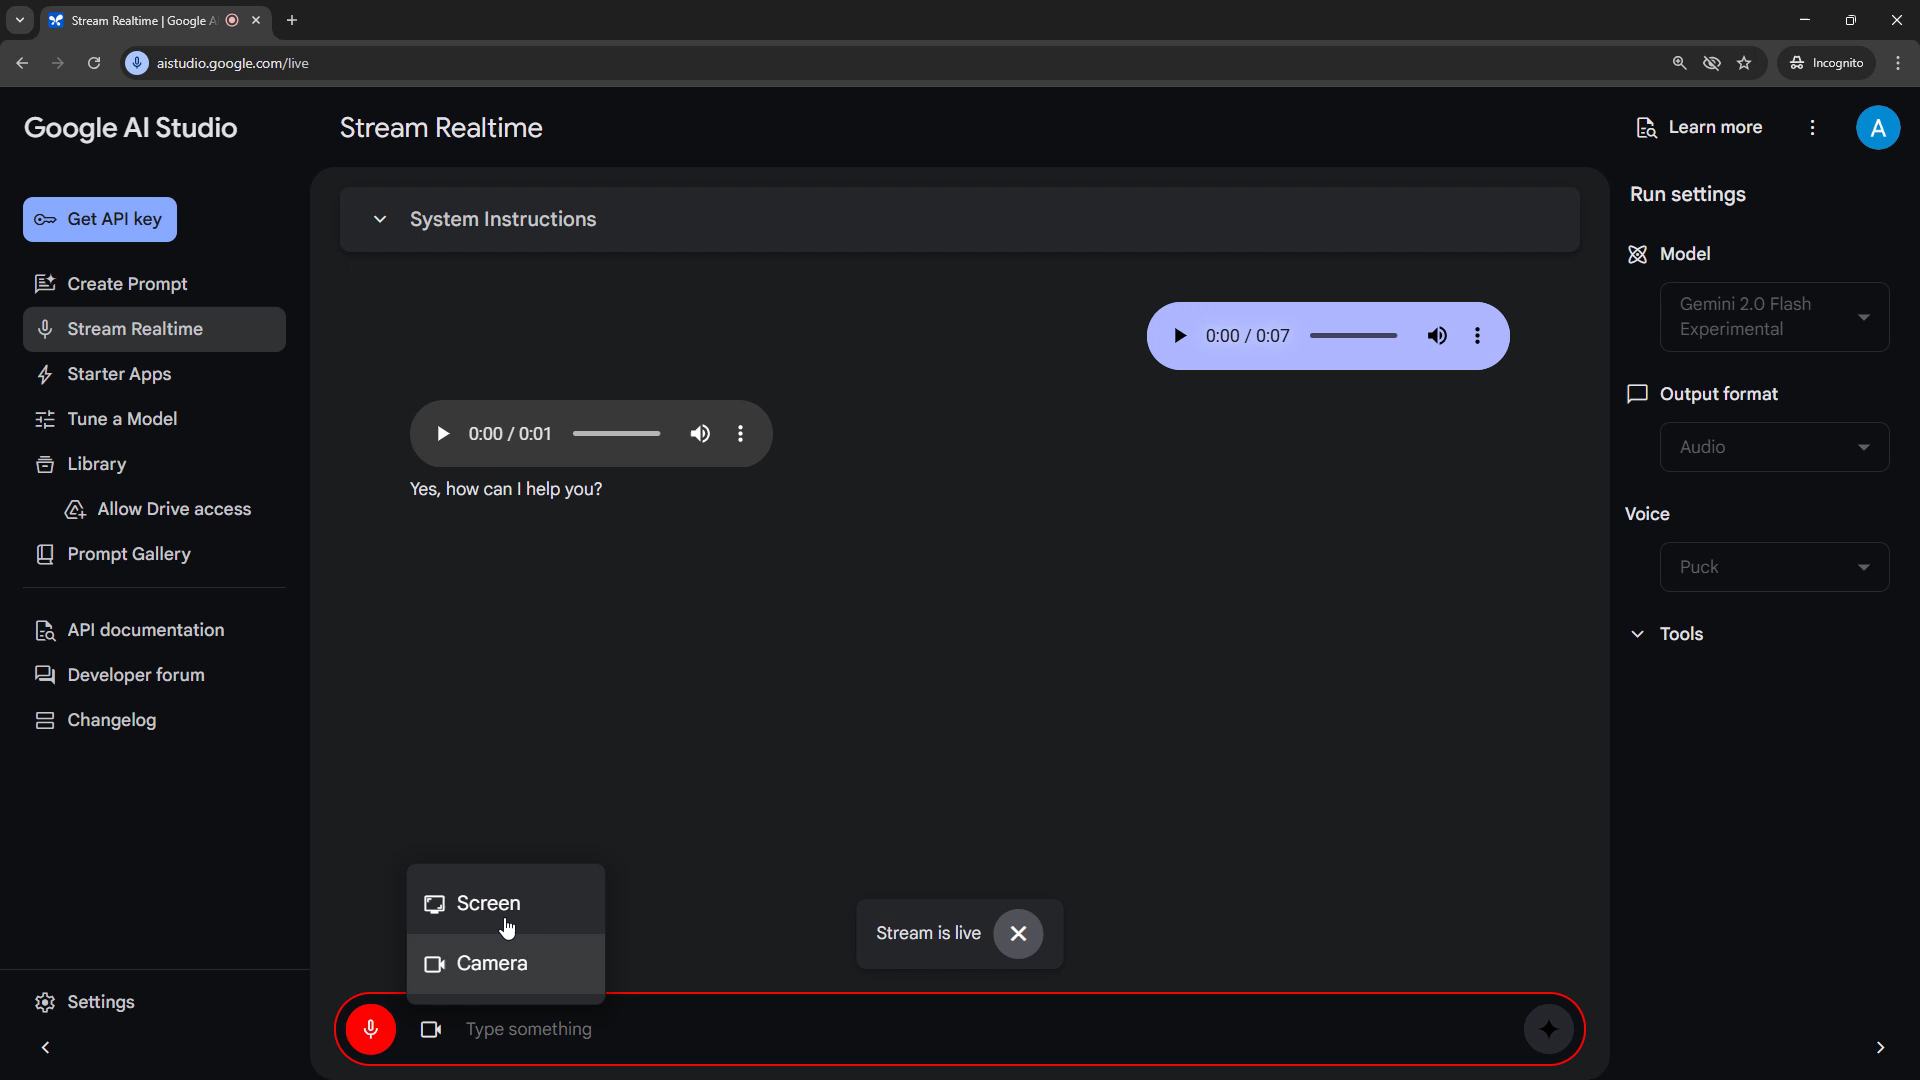 Stream Realtime | Google A
aistudio.google.com/live
Incognito
Google AI Studio
Stream Realtime
Learn more
A
Get API key
Create Prompt
Stream Realtime
Starter Apps
Tune a Model
Library
Allow Drive access
Prompt Gallery
API documentation
Developer forum
Changelog
Settings
System Instructions
0:00 / 0:07
0:00 / 0:01
Yes, how can I help you?
Screen
Camera
Stream is live
Type something
Run settings
Model
Gemini 2.0 Flash
Experimental
Output format
Audio
Voice
Puck
Tools